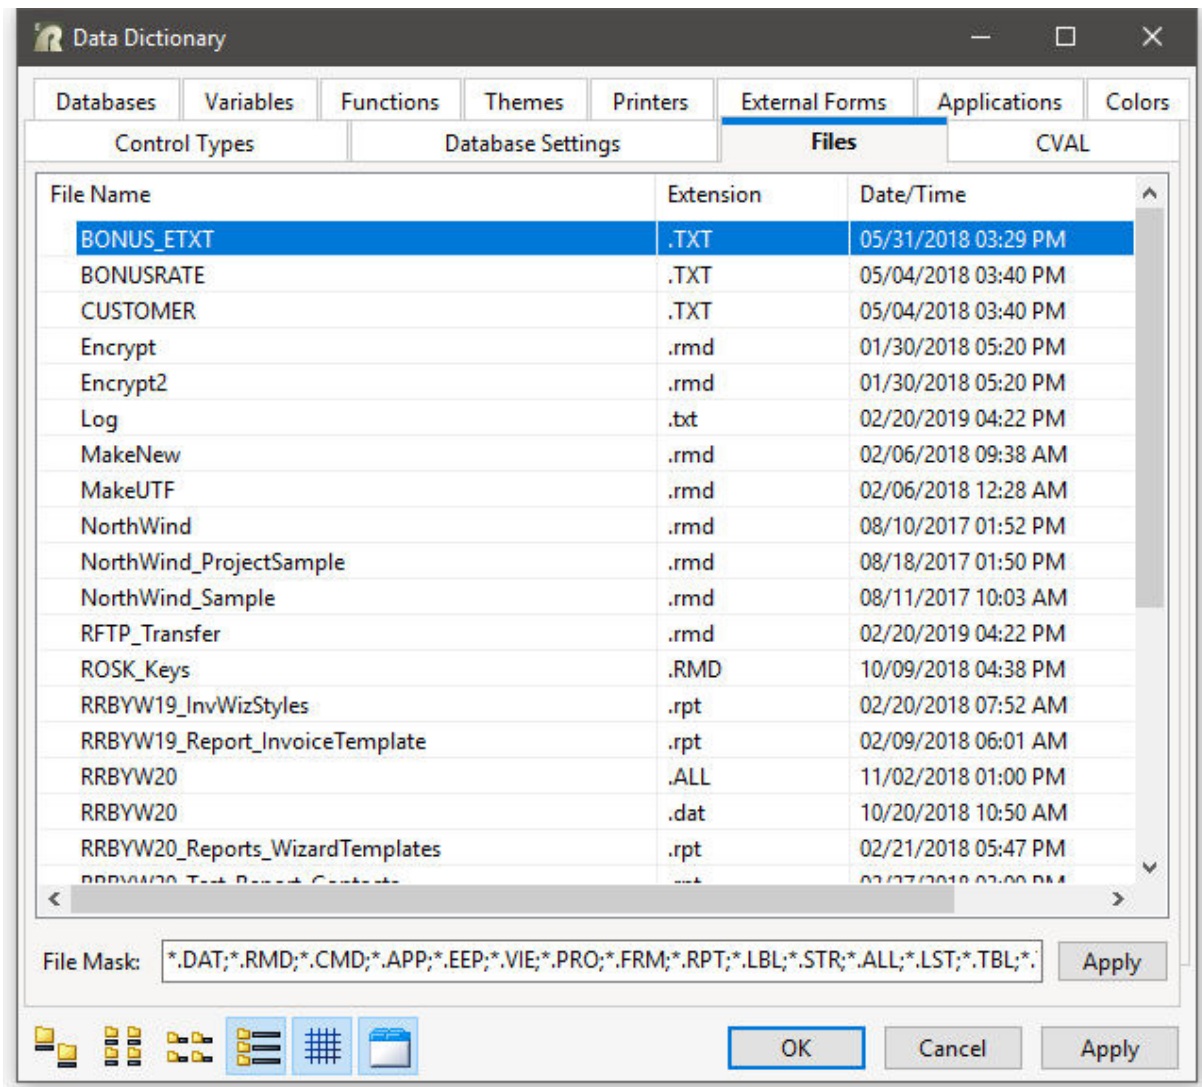 Data Dictionary
Databases Variables Functions Themes Printers External Forms Applications Colors
Control Types Database Settings Files CVAL
File Name Extension Date/Time
BONUS_ETXT .TXT 05/31/2018 03:29 PM
BONUSRATE .TXT 05/04/2018 03:40 PM
CUSTOMER .TXT 05/04/2018 03:40 PM
Encrypt .rmd 01/30/2018 05:20 PM
Encrypt2 .rmd 01/30/2018 05:20 PM
Log .txt 02/20/2019 04:22 PM
MakeNew .rmd 02/06/2018 09:38 AM
MakeUTF .rmd 02/06/2018 12:28 AM
NorthWind .rmd 08/10/2017 01:52 PM
NorthWind_ProjectSample .rmd 08/18/2017 01:50 PM
NorthWind_Sample .rmd 08/11/2017 10:03 AM
RFTP_Transfer .rmd 02/20/2019 04:22 PM
ROSK_Keys .RMD 10/09/2018 04:38 PM
RRBYW19_InvWizStyles .rpt 02/20/2018 07:52 AM
RRBYW19_Report_InvoiceTemplate .rpt 02/09/2018 06:01 AM
RRBYW20 .ALL 11/02/2018 01:00 PM
RRBYW20 .dat 10/20/2018 10:50 AM
RRBYW20_Reports_WizardTemplates .rpt 02/21/2018 05:47 PM
File Mask: *.DAT;*.RMD;*.CMD;*.APP;*.EEP;*.VIE;*.PRO;*.FRM;*.RPT;*.LBL;*.STR;*.ALL;*.LST;*.TBL;*. Apply
OK Cancel Apply